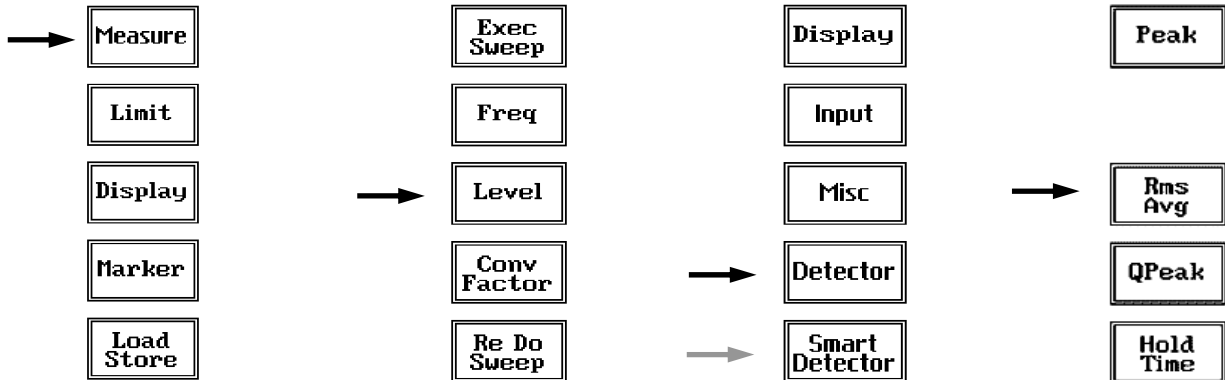 Measure
Limit
Display
Marker
Load
Store
Exec
Sweep
Freq
Level
Conv
Factor
Re Do
Sweep
Display
Input
Misc
Detector
Smart
Detector
Peak
Rms
Avg
QPeak
Hold
Time